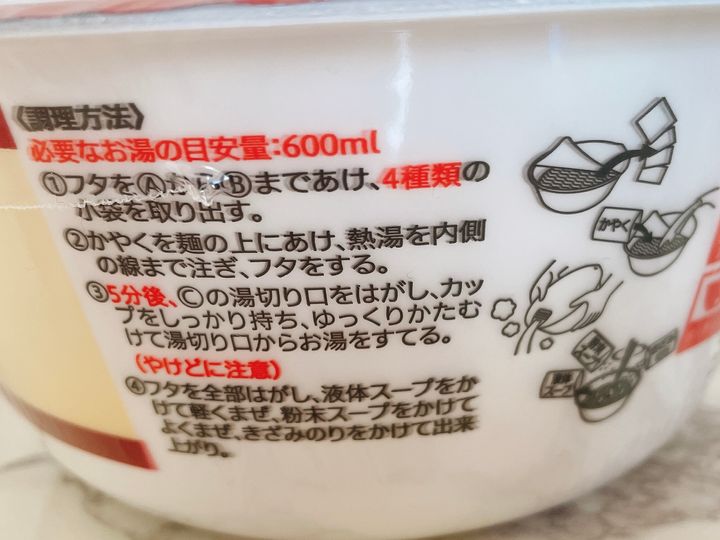 《調理方法》
必要なお湯の目安量:600ml
①フタをⒶからⒷまであけ、4種類の
小袋を取り出す。
②かやくを麺の上にあけ、熱湯を内側
の線まで注ぎ、フタをする。
③5分後、Ⓒの湯切り口をはがし、カッ
プをしっかり持ち、ゆっくりかたむ
けて湯切り口からお湯をすてる。
(やけどに注意)
④フタを全部はがし、液体スープをか
けて軽くまぜ、粉末スープをかけて
よくまぜ、きざみのりをかけて出来
上がり。
かやく
液体
スープ